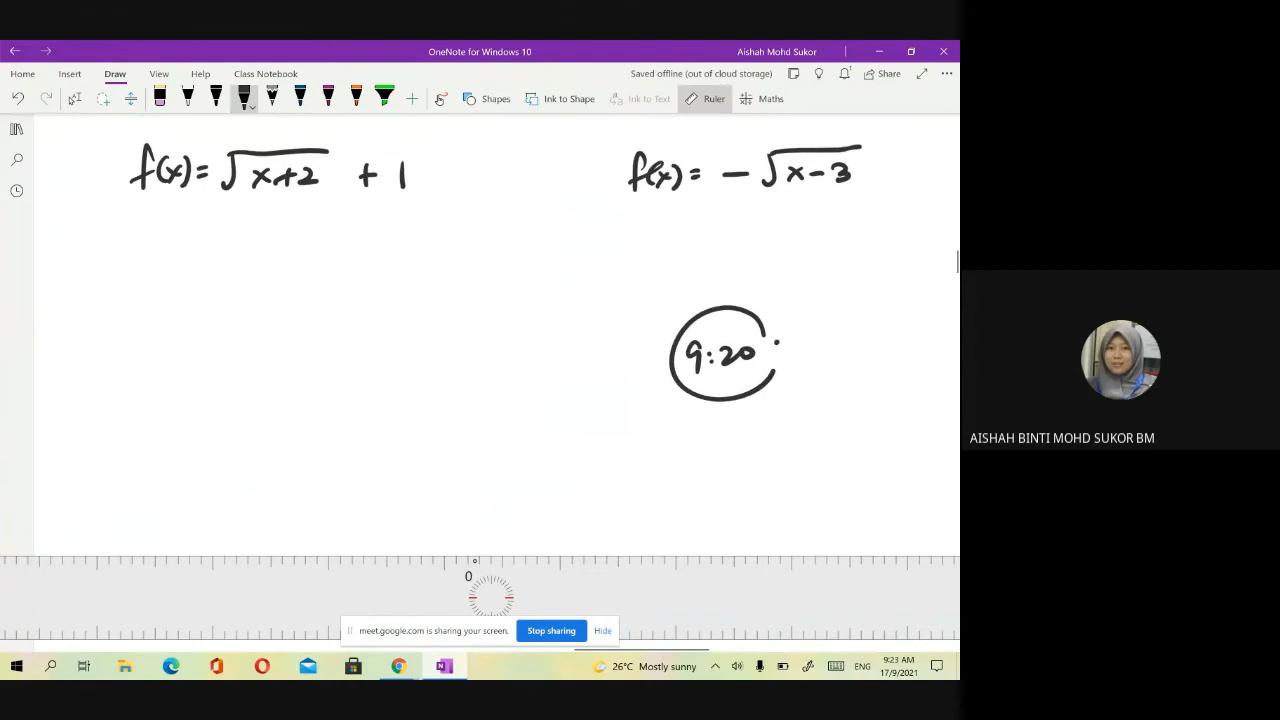 OneNote for Windows 10
Aishah Mohd Sukor
Home Insert Draw View Help Class Notebook
Saved offline (out of cloud storage)
Share
Shapes
Ink to Shape
Ink to Text
Ruler
Maths
f(x) = √x+2 + 1
f(x) = - √x-3
9:20
AISHAH BINTI MOHD SUKOR BM
0
meet.google.com is sharing your screen.
Stop sharing
Hide
26°C Mostly sunny
ENG
9:23 AM
17/9/2021